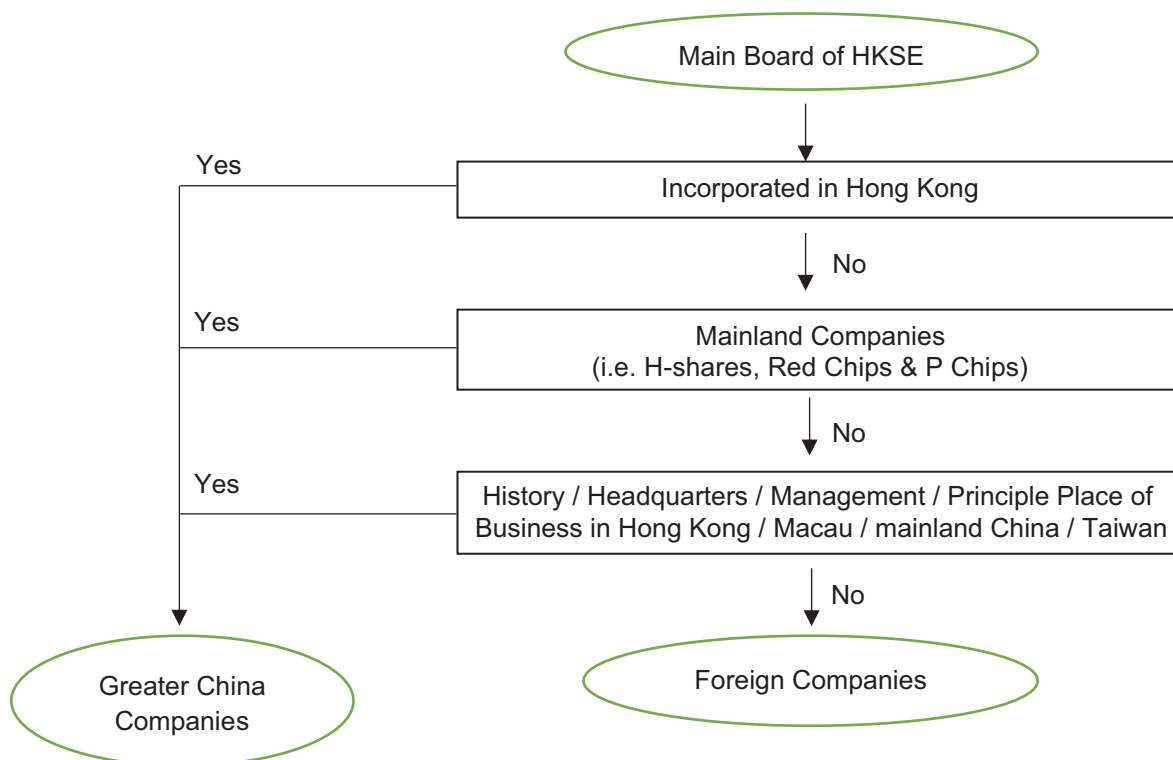 Main Board of HKSE
Yes
Incorporated in Hong Kong
No
Yes
Mainland Companies
(i.e. H-shares, Red Chips & P Chips)
No
Yes
History / Headquarters / Management / Principle Place of
Business in Hong Kong / Macau / mainland China / Taiwan
No
Greater China
Companies
Foreign Companies